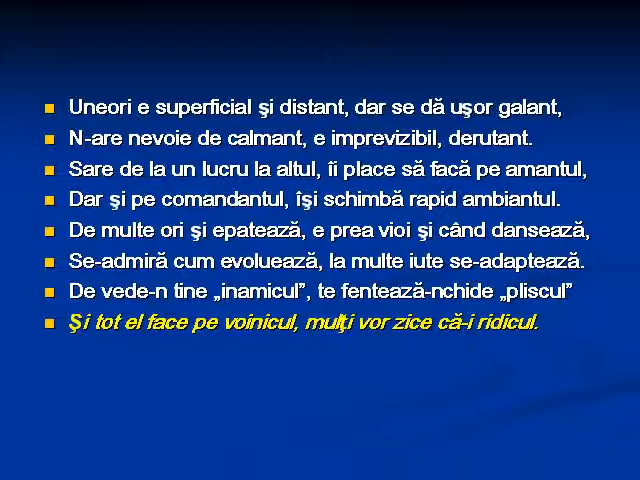 Uneori e superficial şi distant, dar se dă uşor galant,
N-are nevoie de calmant, e imprevizibil, derutant.
Sare de la un lucru la altul, îi place să facă pe amantul,
Dar şi pe comandantul, îşi schimbă rapid ambiantul.
De multe ori şi epatează, e prea vioi şi când dansează,
Se-admiră cum evoluează, la multe iute se-adaptează.
De vede-n tine „inamicul”, te fentează-nchide „pliscul”
Şi tot el face pe voinicul, mulţi vor zice că-i ridicul.